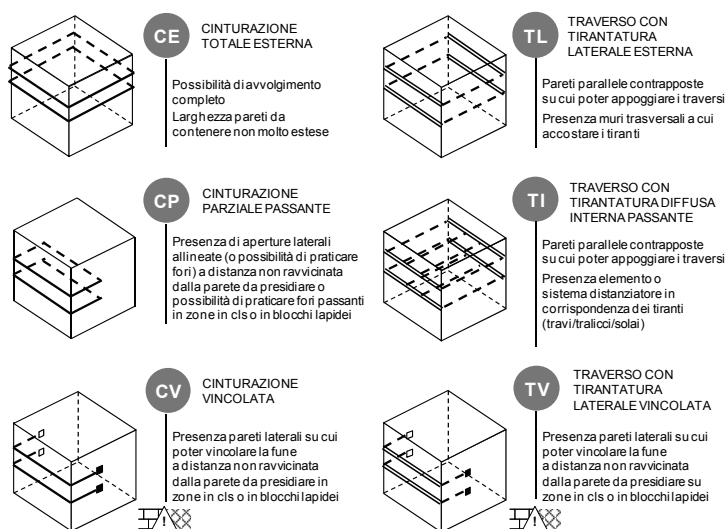 CE
CINTURAZIONE
TOTALE ESTERNA
Possibilità di avvolgimento
completo
Larghezza pareti da
contenere non molto estese
TL
TRAVERSO CON
TIRANTATURA
LATERALE ESTERNA
Pareti parallele contrapposte
su cui poter appoggiare i traversi
Presenza muri trasversali a cui
accostare i tiranti
CP
CINTURAZIONE
PARZIALE PASSANTE
Presenza di aperture laterali
allineate (o possibilità di praticare
fori) a distanza non ravvicinata
dalla parete da presidiare o
possibilità di praticare fori passanti
in zone in cls o in blocchi lapidei
TI
TRAVERSO CON
TIRANTATURA DIFFUSA
INTERNA PASSANTE
Pareti parallele contrapposte
su cui poter appoggiare i traversi
Presenza elemento o
sistema distanziatore in
corrispondenza dei tiranti
(travi/tralicci/solai)
CV
CINTURAZIONE
VINCOLATA
Presenza pareti laterali su cui
poter vincolare la fune
a distanza non ravvicinata
dalla parete da presidiare in
zone in cls o in blocchi lapidei
!
TV
TRAVERSO CON
TIRANTATURA
LATERALE VINCOLATA
Presenza pareti laterali su cui
poter vincolare la fune
a distanza non ravvicinata
dalla parete da presidiare su
zone in cls o in blocchi lapidei
!